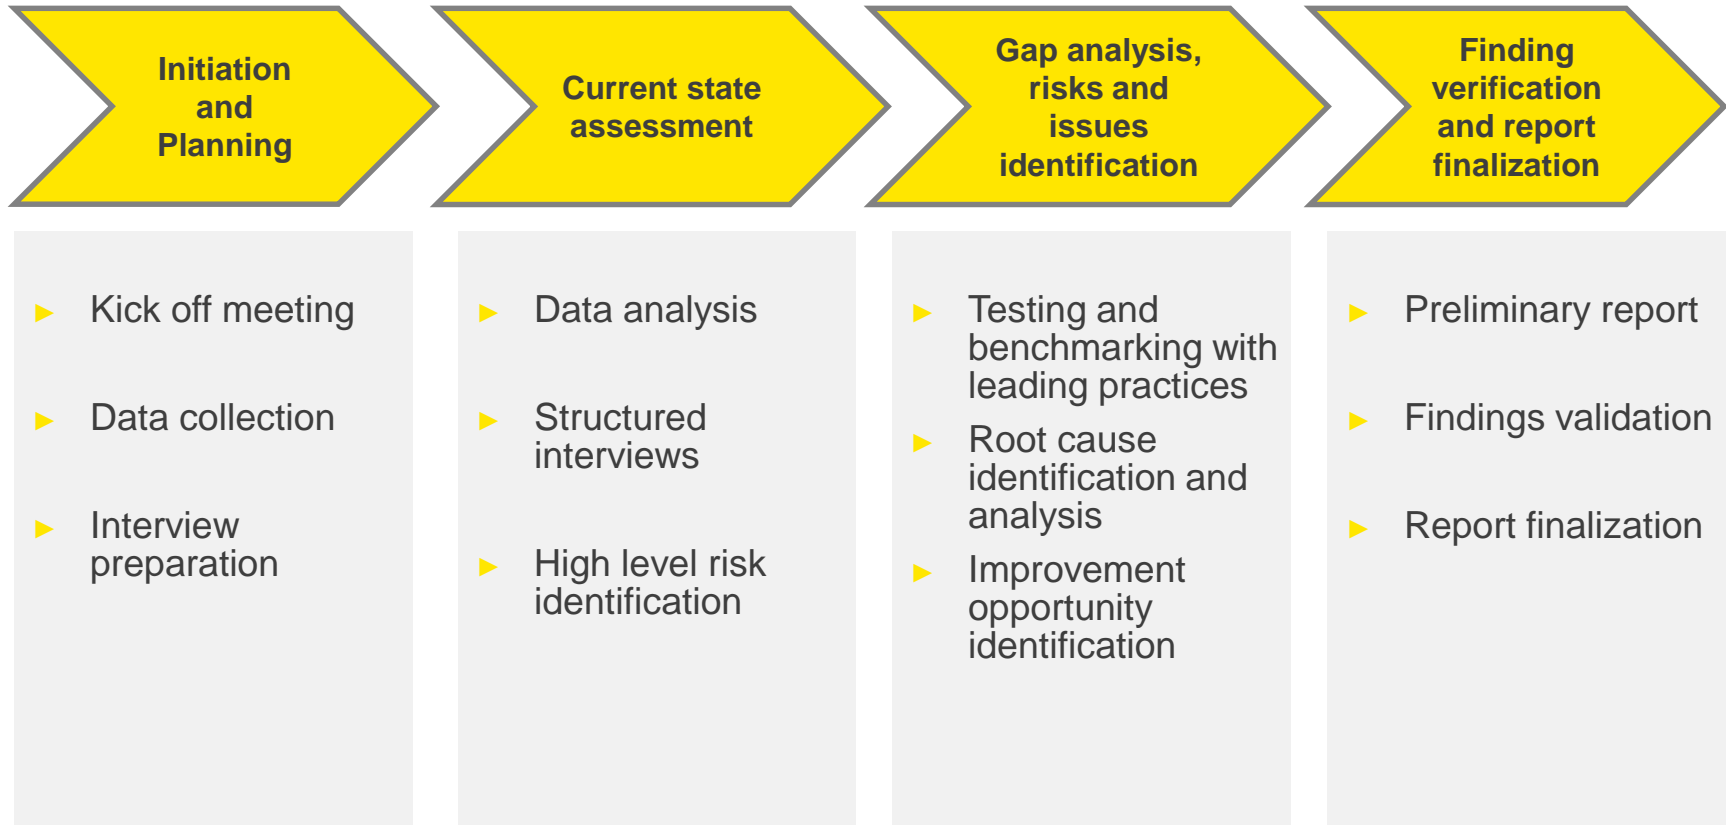 Initiation
and
Planning
Current state
assessment
Gap analysis,
risks and
issues
identification
Finding
verification
and report
finalization
► Kick off meeting
► Data collection
► Interview
preparation
► Data analysis
► Structured
interviews
► High level risk
identification
► Testing and
benchmarking with
leading practices
► Root cause
identification and
analysis
► Improvement
opportunity
identification
► Preliminary report
► Findings validation
► Report finalization